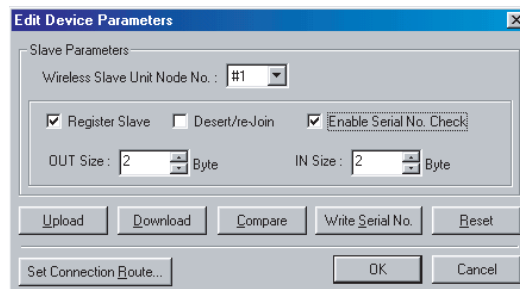 Edit Device Parameters
Slave Parameters
Wireless Slave Unit Node No. : #1
Register Slave Desert/re-Join Enable Serial No. Check
OUT Size : 2 Byte IN Size : 2 Byte
Upload Download Compare Write Serial No. Reset
Set Connection Route... OK Cancel